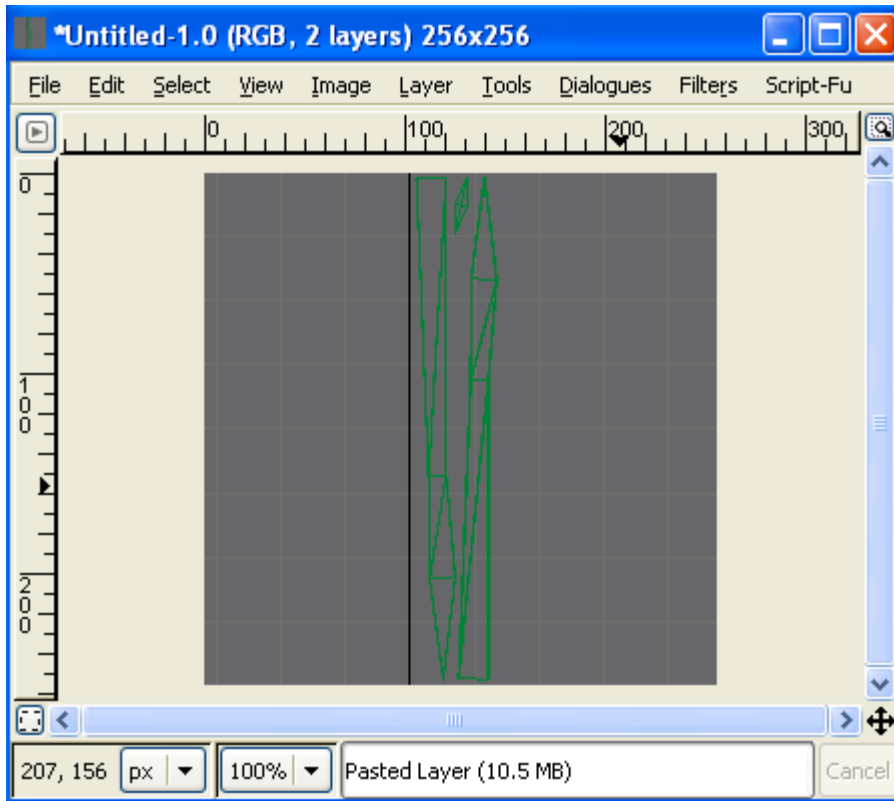 *Untitled-1.0 (RGB, 2 layers) 256x256
File Edit Select View Image Layer Tools Dialogues Filters Script-Fu
0 100 200 300
0
100
200
207, 156 px 100% Pasted Layer (10.5 MB) Cancel